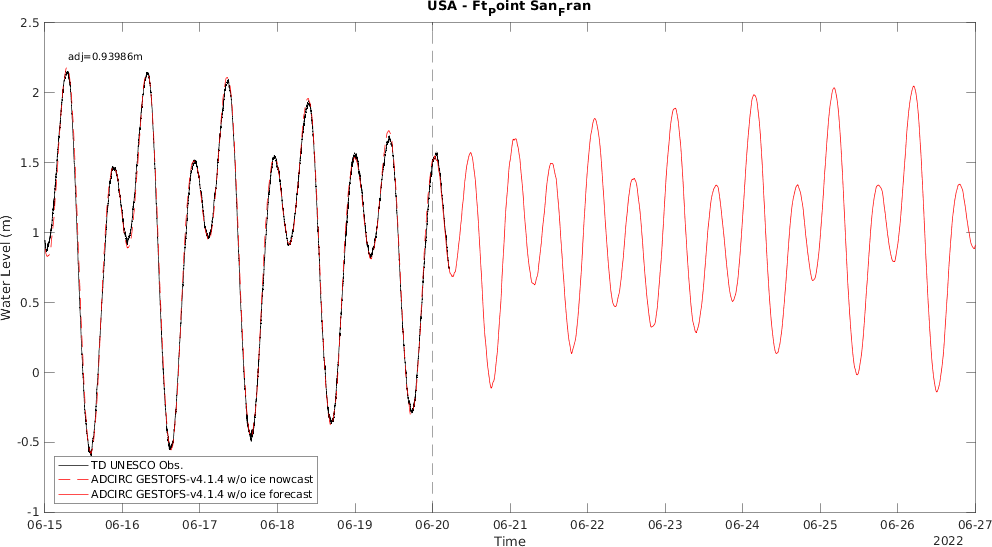 USA - Ft_Point San_Fran
2.5
adj=0.93986m
2
1.5
1
0.5
0
-0.5
-1
Water Level (m)
TD UNESCO Obs.
ADCIRC GESTOFS-v4.1.4 w/o ice nowcast
ADCIRC GESTOFS-v4.1.4 w/o ice forecast
06-15 06-16 06-17 06-18 06-19 06-20 06-21 06-22 06-23 06-24 06-25 06-26 06-27
Time
2022